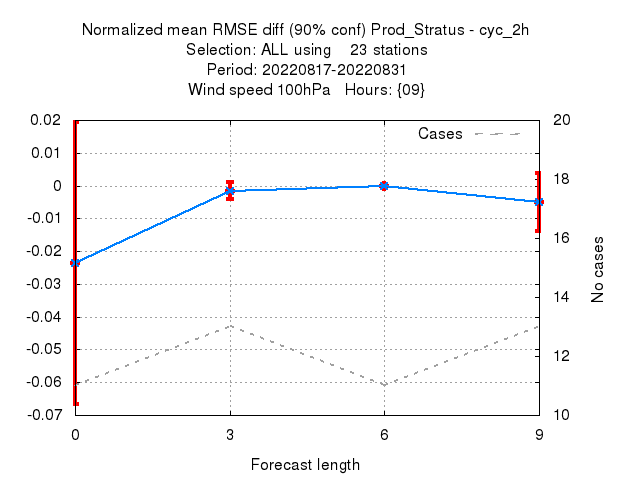 Normalized mean RMSE diff (90% conf) Prod_Stratus - cyc_2h
Selection: ALL using    23 stations
Period: 20220817-20220831
Wind speed 100hPa   Hours: {09}
Cases
0.02
0.01
0
-0.01
-0.02
-0.03
-0.04
-0.05
-0.06
-0.07
20
18
16
14
12
10
No cases
0
3
6
9
Forecast length